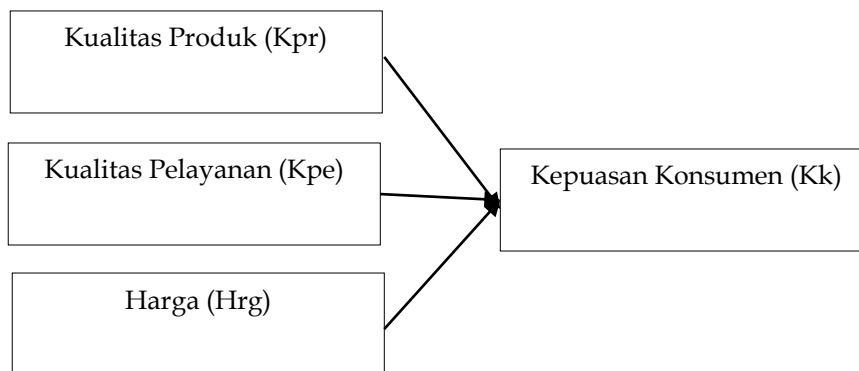 Kualitas Produk (Kpr)
Kualitas Pelayanan (Kpe)
Kepuasan Konsumen (Kk)
Harga (Hrg)